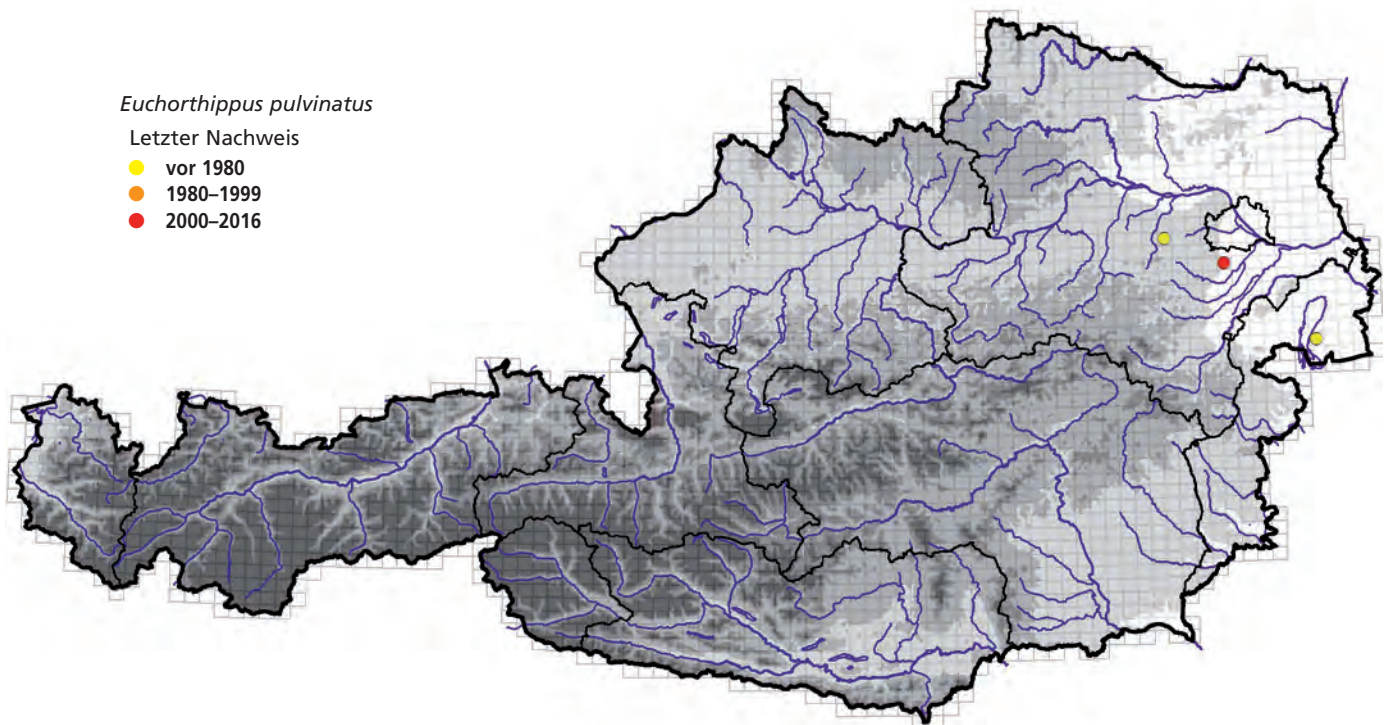 Euchorthippus pulvinatus
Letzter Nachweis
vor 1980
1980–1999
2000–2016